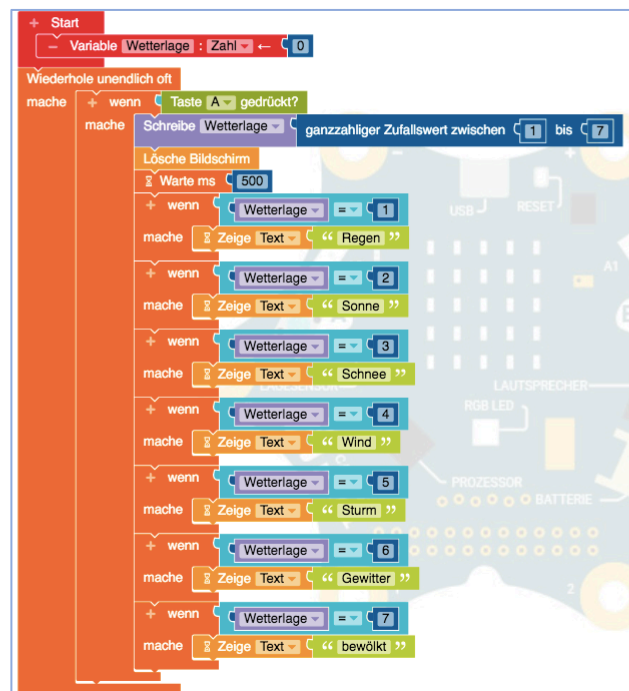 + Start
− Variable Wetterlage : Zahl ← 0
Wiederhole unendlich oft
mache + wenn Taste A gedrückt?
mache Schreibe Wetterlage ganzzahliger Zufallswert zwischen 1 bis 7
Lösche Bildschirm
Warte ms 500
+ wenn Wetterlage = 1
mache Zeige Text “ Regen ”
+ wenn Wetterlage = 2
mache Zeige Text “ Sonne ”
+ wenn Wetterlage = 3
mache Zeige Text “ Schnee ”
+ wenn Wetterlage = 4
mache Zeige Text “ Wind ”
+ wenn Wetterlage = 5
mache Zeige Text “ Sturm ”
+ wenn Wetterlage = 6
mache Zeige Text “ Gewitter ”
+ wenn Wetterlage = 7
mache Zeige Text “ bewölkt ”
USB
RESET
A1
LAUTSPRECHER
RGB LED
PROZESSOR
BATTERIE
2